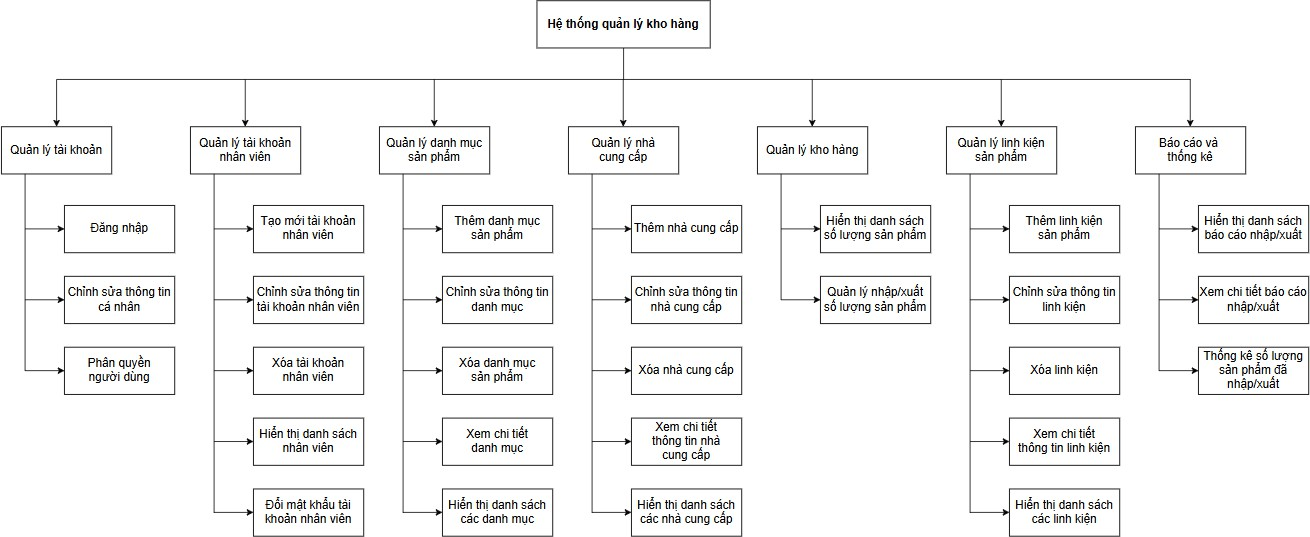 Hệ thống quản lý kho hàng
Quản lý tài khoản
Quản lý tài khoản
nhân viên
Quản lý danh mục
sản phẩm
Quản lý nhà
cung cấp
Quản lý kho hàng
Quản lý linh kiện
sản phẩm
Báo cáo và
thống kê
Đăng nhập
Chỉnh sửa thông tin
cá nhân
Phân quyền
người dùng
Tạo mới tài khoản
nhân viên
Chỉnh sửa thông tin
tài khoản nhân viên
Xóa tài khoản
nhân viên
Hiển thị danh sách
nhân viên
Đổi mật khẩu tài
khoản nhân viên
Thêm danh mục
sản phẩm
Chỉnh sửa thông tin
danh mục
Xóa danh mục
sản phẩm
Xem chi tiết
danh mục
Hiển thị danh sách
các danh mục
Thêm nhà cung cấp
Chỉnh sửa thông tin
nhà cung cấp
Xóa nhà cung cấp
Xem chi tiết
thông tin nhà
cung cấp
Hiển thị danh sách
các nhà cung cấp
Hiển thị danh sách
số lượng sản phẩm
Quản lý nhập/xuất
số lượng sản phẩm
Thêm linh kiện
sản phẩm
Chỉnh sửa thông tin
linh kiện
Xóa linh kiện
Xem chi tiết
thông tin linh kiện
Hiển thị danh sách
các linh kiện
Hiển thị danh sách
báo cáo nhập/xuất
Xem chi tiết báo cáo
nhập/xuất
Thống kê số lượng
sản phẩm đã
nhập/xuất